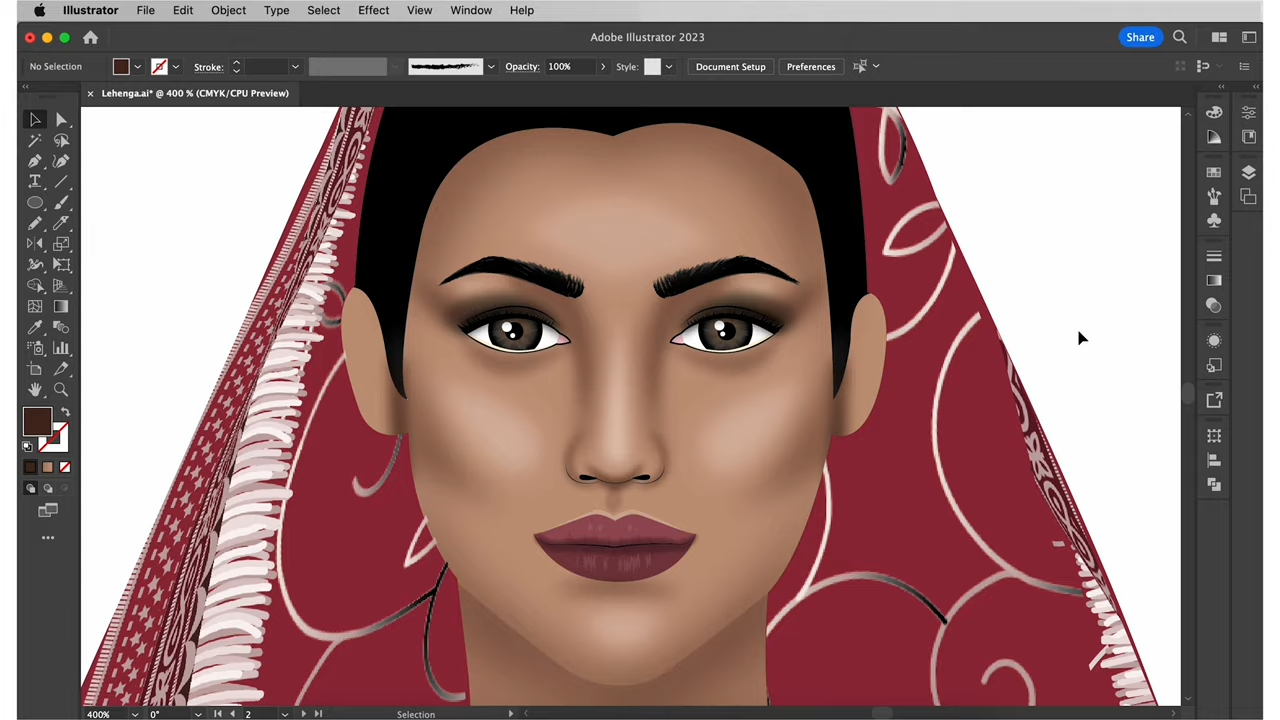 Illustrator File Edit Object Type Select Effect View Window Help
Adobe Illustrator 2023
Share
No Selection Stroke: Opacity: 100% Style: Document Setup Preferences
Lehenga.ai* @ 400 % (CMYK/CPU Preview)
400% 0° 2 Selection